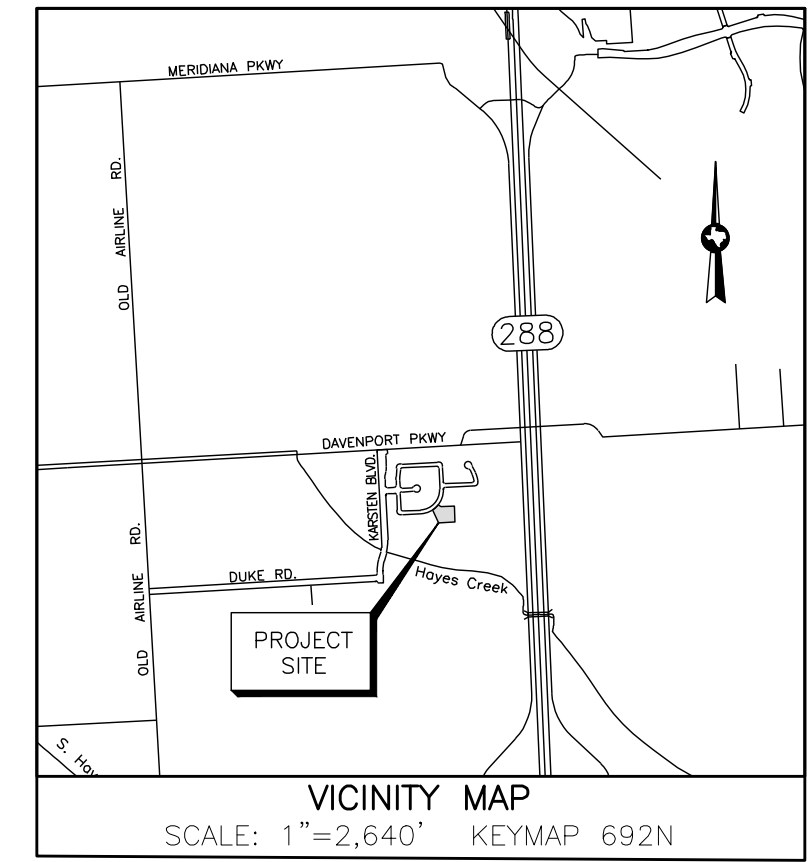 MERIDIANA PKWY
OLD AIRLINE RD.
288
DAVENPORT PKWY
KARSTEN BLVD.
OLD AIRLINE RD.
DUKE RD.
Hayes Creek
PROJECT
SITE
S. Hay
VICINITY MAP
SCALE: 1"=2,640' KEYMAP 692N